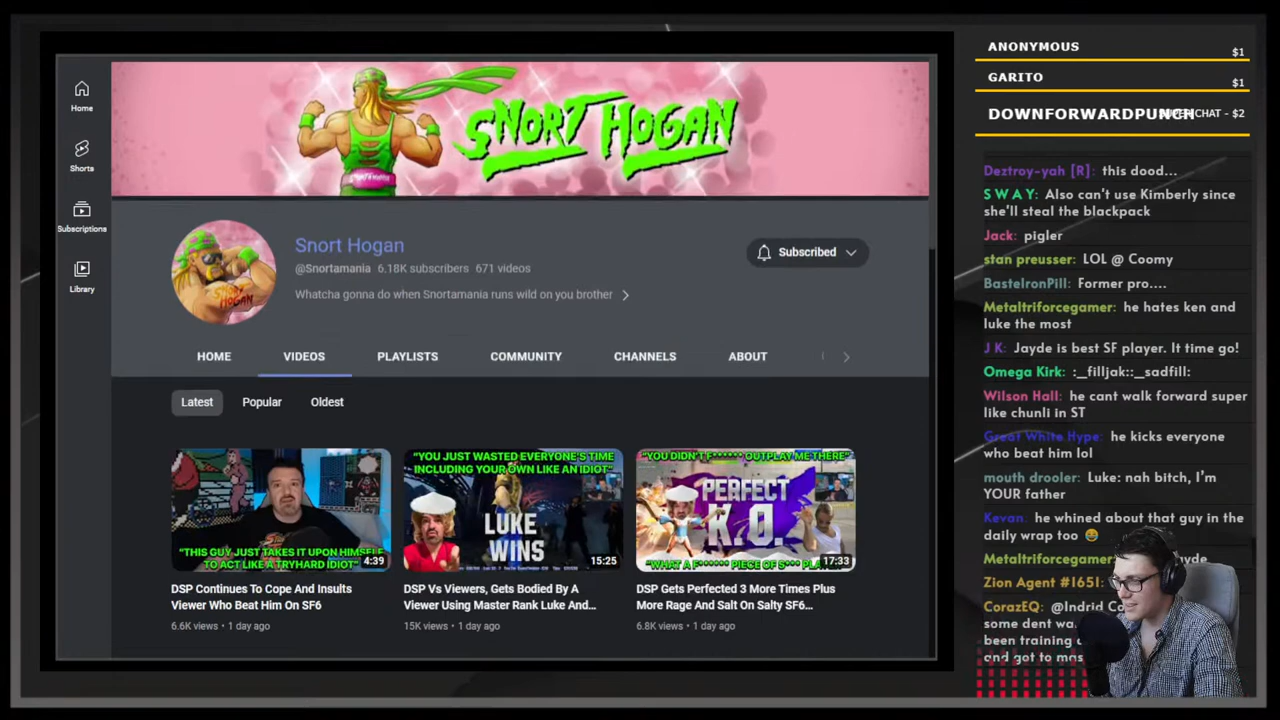 SNORT HOGAN
Home
Shorts
Subscriptions
Library
Snort Hogan
@Snortamania 6.18K subscribers 671 videos
Whatcha gonna do when Snortamania runs wild on you brother
Subscribed
HOME VIDEOS PLAYLISTS COMMUNITY CHANNELS ABOUT
Latest Popular Oldest
"THIS GUY JUST TAKES IT UPON HIMSELF
TO ACT LIKE A TRYHARD IDIOT"
4:39
DSP Continues To Cope And Insults
Viewer Who Beat Him On SF6
6.6K views • 1 day ago
"YOU JUST WASTED EVERYONE'S TIME
INCLUDING YOUR OWN LIKE AN IDIOT"
LUKE
WINS
15:25
DSP Vs Viewers, Gets Bodied By A
Viewer Using Master Rank Luke And...
15K views • 1 day ago
"YOU DIDN'T F****** OUTPLAY ME THERE"
PERFECT
K.O.
"WHAT A F****** PIECE OF S***
17:33
DSP Gets Perfected 3 More Times Plus
More Rage And Salt On Salty SF6...
6.8K views • 1 day ago
ANONYMOUS $1
GARITO $1
DOWNFORWARDPUNCH SUPER CHAT - $2
Deztroy-yah [R]: this dood...
S W A Y: Also can't use Kimberly since
she'll steal the blackpack
Jack: pigler
stan preusser: LOL @ Coomy
BasteIronPill: Former pro....
Metaltriforcegamer: he hates ken and
luke the most
J K: Jayde is best SF player. It time go!
Omega Kirk: :_filljak::_sadfill:
Wilson Hall: he cant walk forward super
like chunli in ST
Great White Hype: he kicks everyone
who beat him lol
mouth drooler: Luke: nah bitch, I'm
YOUR father
Kevan: he whined about that guy in the
daily wrap too 😂
Metaltriforcegamer
Zion Agent #1651:
CorazEQ: @Indrid
some dent
been training
and got to